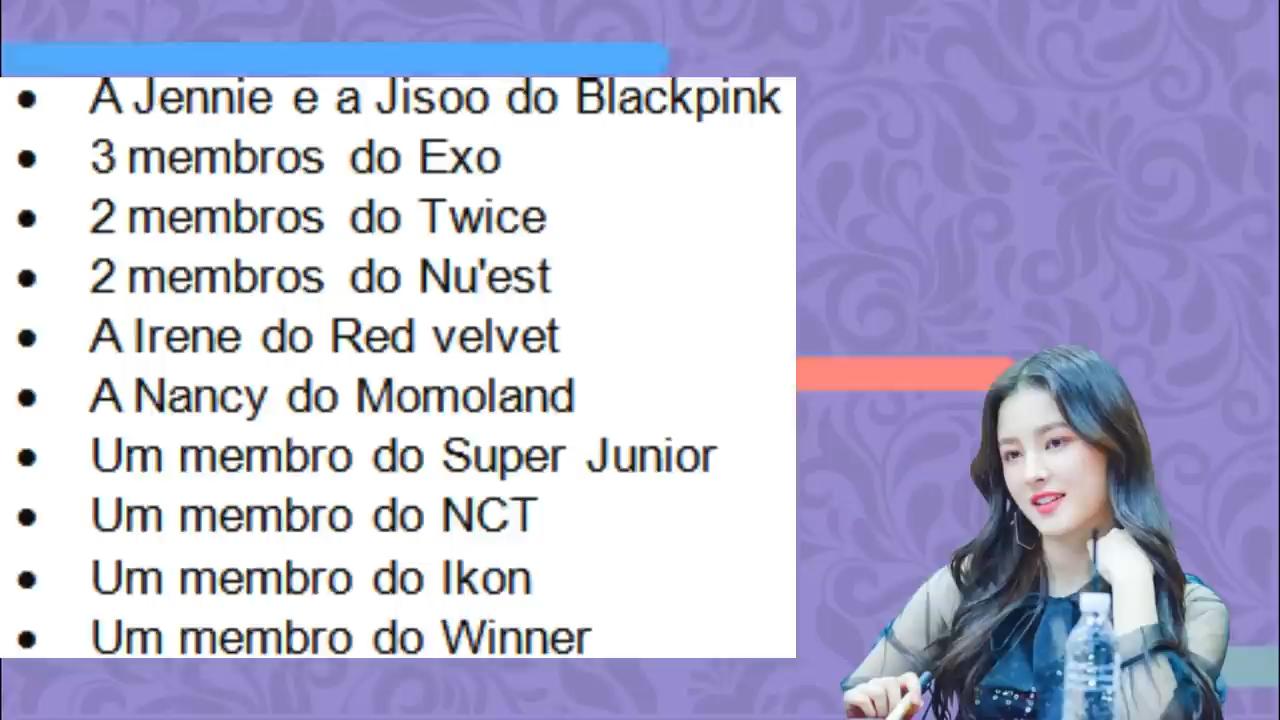 • A Jennie e a Jisoo do Blackpink
• 3 membros do Exo
• 2 membros do Twice
• 2 membros do Nu'est
• A Irene do Red velvet
• A Nancy do Momoland
• Um membro do Super Junior
• Um membro do NCT
• Um membro do Ikon
• Um membro do Winner